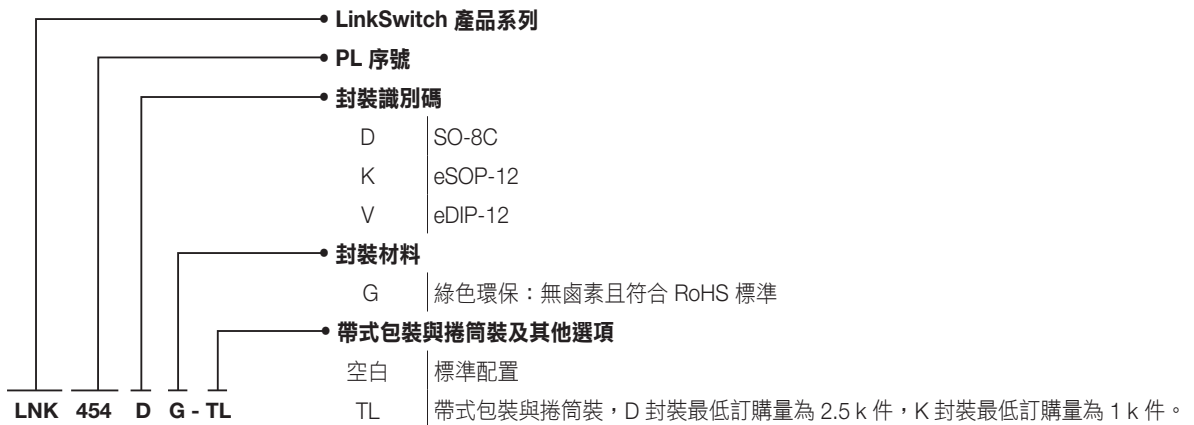 LinkSwitch 產品系列
PL 序號
封裝識別碼
D SO-8C
K eSOP-12
V eDIP-12
封裝材料
G 綠色環保：無鹵素且符合 RoHS 標準
帶式包裝與捲筒裝及其他選項
空白 標準配置
TL 帶式包裝與捲筒裝，D 封裝最低訂購量為 2.5 k 件，K 封裝最低訂購量為 1 k 件。
LNK 454 D G - TL